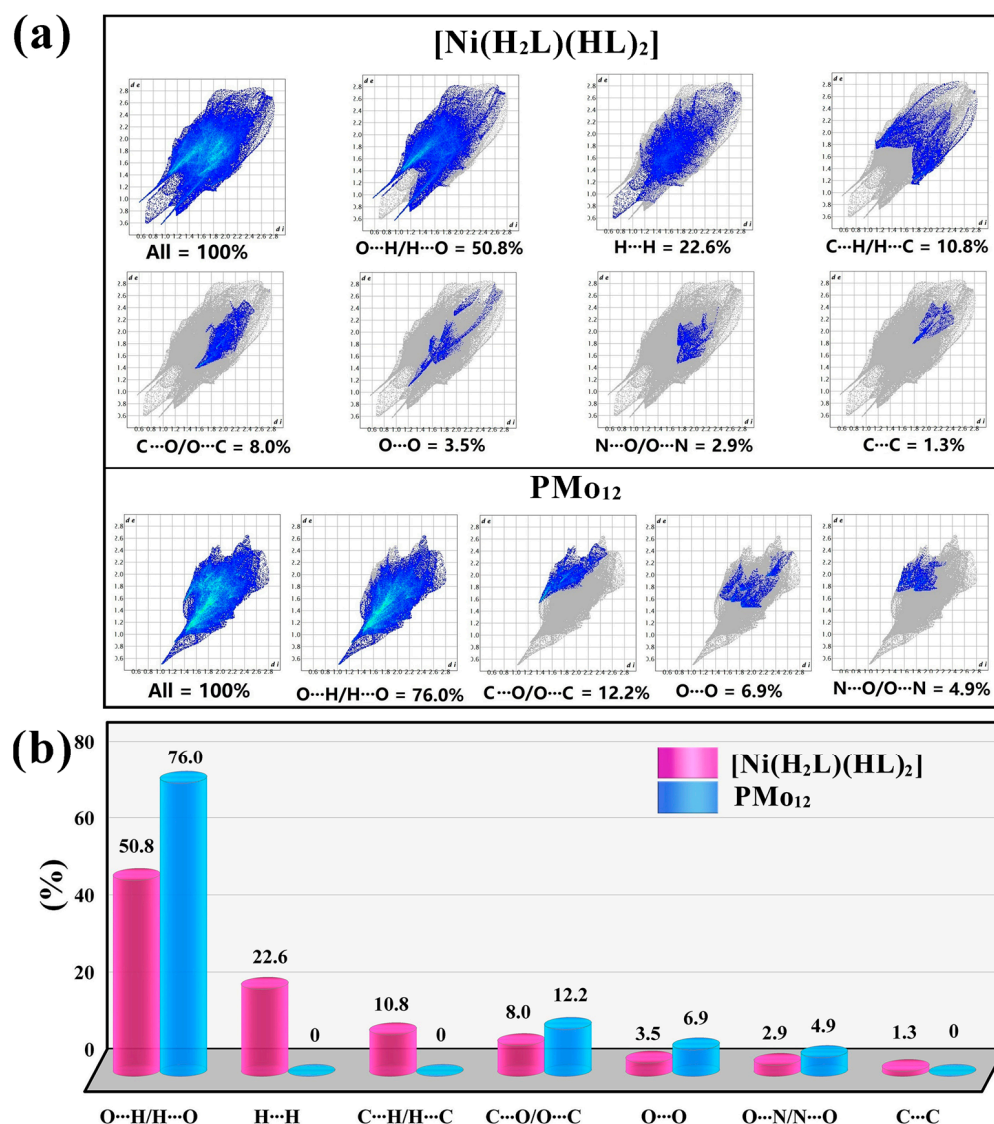 (a)
[Ni(H₂L)(HL)₂]
All = 100%
O···H/H···O = 50.8%
H···H = 22.6%
C···H/H···C = 10.8%
C···O/O···C = 8.0%
O···O = 3.5%
N···O/O···N = 2.9%
C···C = 1.3%
PMo₁₂
All = 100%
O···H/H···O = 76.0%
C···O/O···C = 12.2%
O···O = 6.9%
N···O/O···N = 4.9%
(b)
[Ni(H₂L)(HL)₂]
PMo₁₂
(%)
80
60
40
20
0
50.8 76.0
22.6 0
10.8 0
8.0 12.2
3.5 6.9
2.9 4.9
1.3 0
O···H/H···O H···H C···H/H···C C···O/O···C O···O O···N/N···O C···C